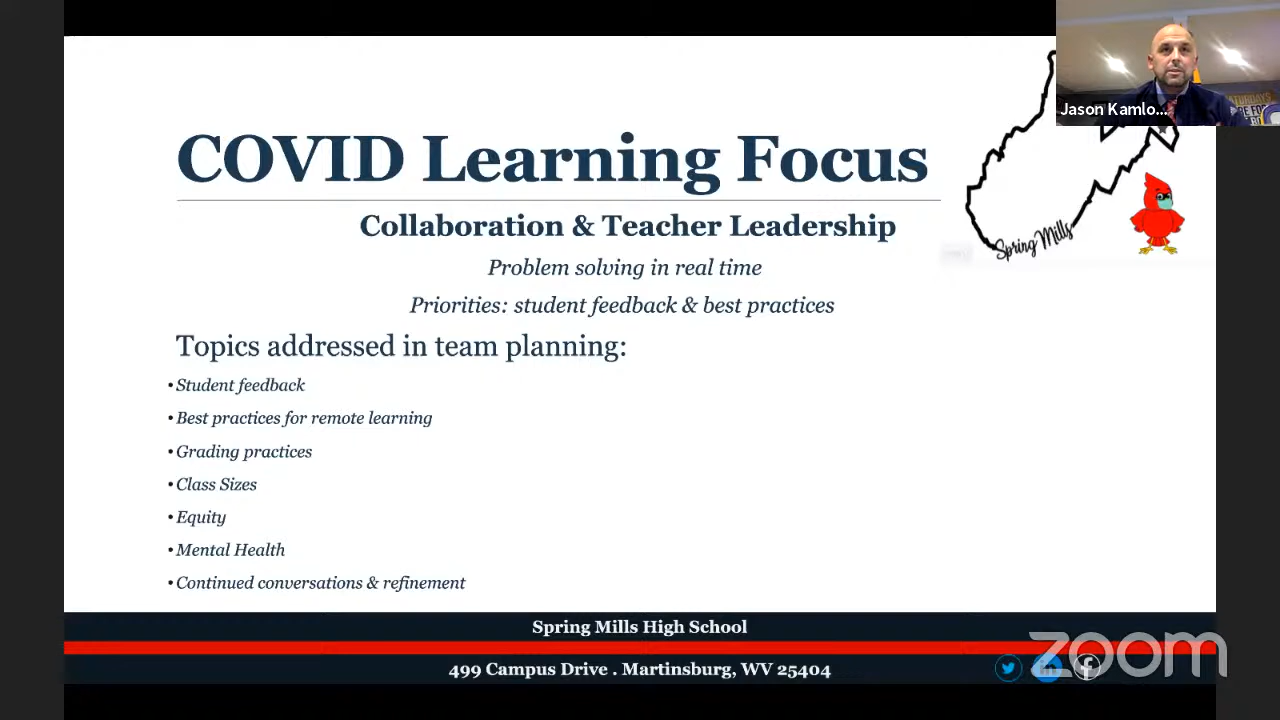 COVID Learning Focus
Collaboration & Teacher Leadership
Problem solving in real time
Priorities: student feedback & best practices
Topics addressed in team planning:
•Student feedback
•Best practices for remote learning
•Grading practices
•Class Sizes
•Equity
•Mental Health
•Continued conversations & refinement
Spring Mills
Jason Kamlo...
Spring Mills High School
499 Campus Drive . Martinsburg, WV 25404
zoom